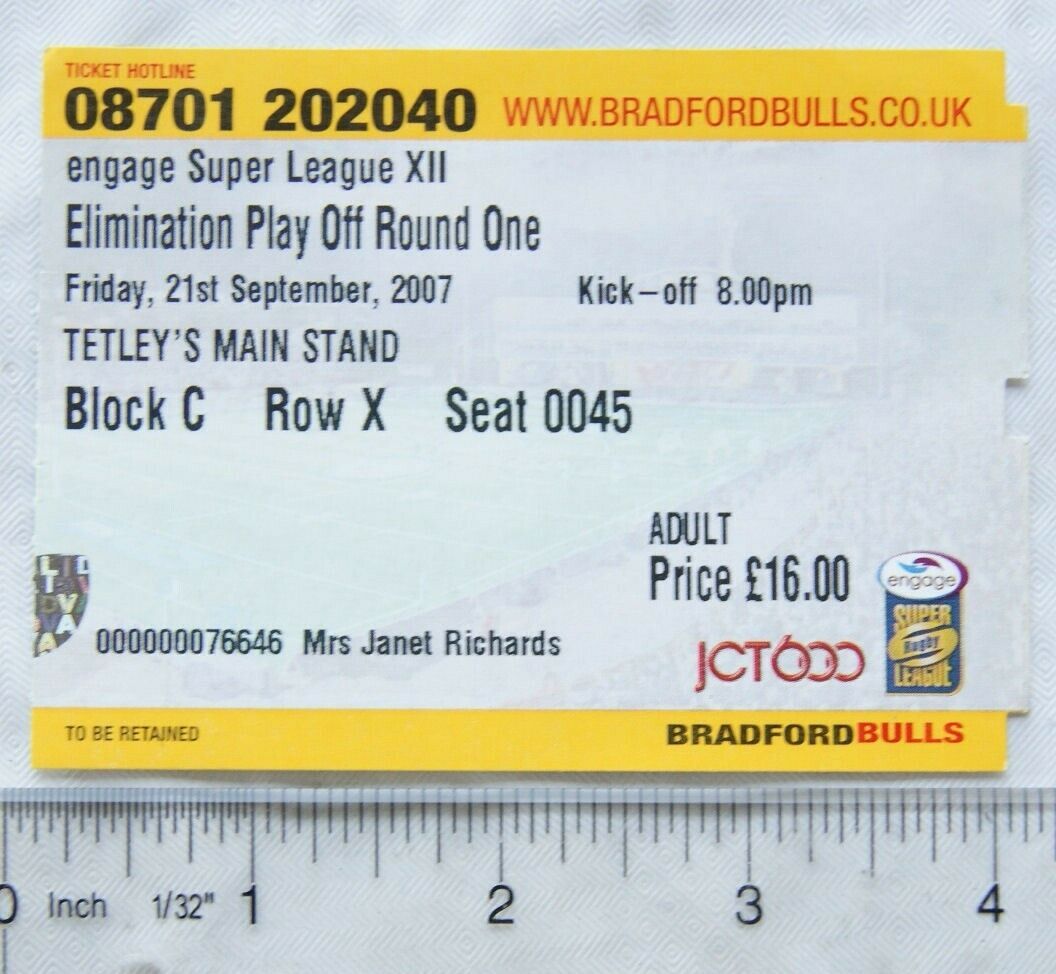 TICKET HOTLINE
08701 202040 WWW.BRADFORDBULLS.CO.UK
engage Super League XII
Elimination Play Off Round One
Friday, 21st September, 2007 Kick-off 8.00pm
TETLEY'S MAIN STAND
Block C Row X Seat 0045
ADULT
Price £16.00
engage
SUPER
Rugby
LEAGUE
000000076646 Mrs Janet Richards
JCT600
TO BE RETAINED BRADFORDBULLS
0 Inch 1/32" 1 2 3 4